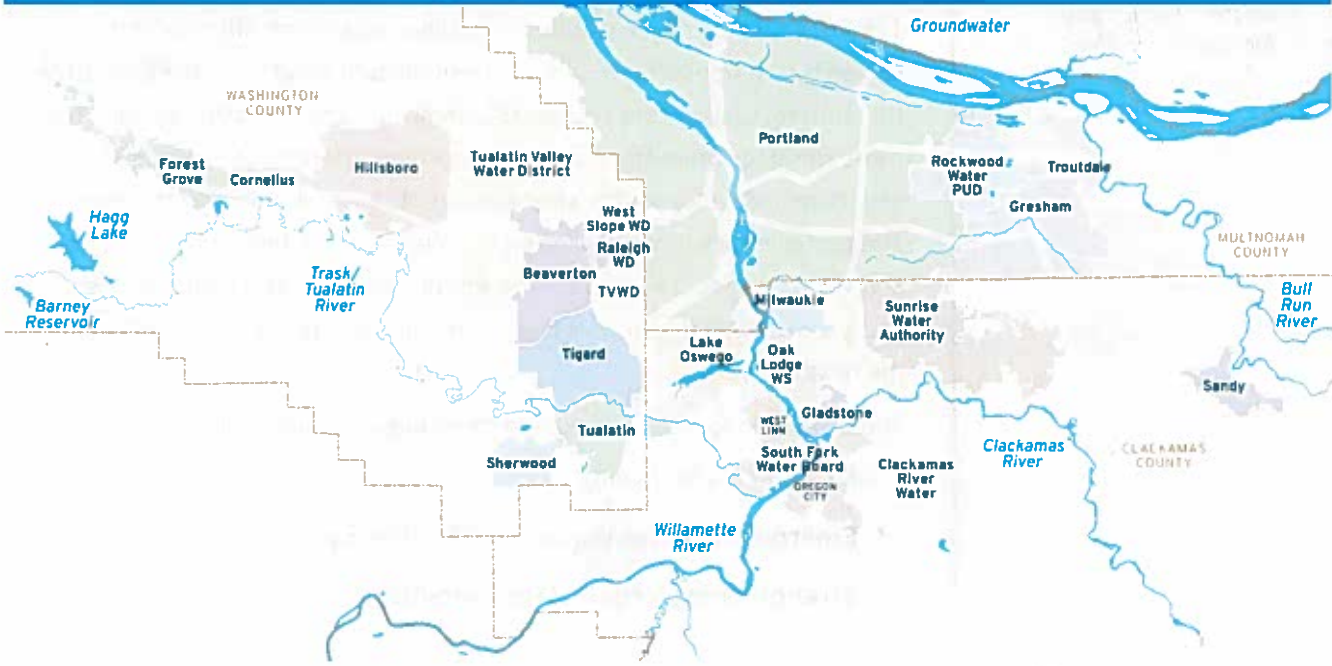 Groundwater
WASHINGTON
COUNTY
Portland
Forest
Grove
Cornelius
Hillsboro
Tualatin Valley
Water District
Rockwood
Water
PUD
Troutdale
Gresham
Hagg
Lake
West
Slope WD
Raleigh
WD
MULTNOMAH
COUNTY
Trask/
Tualatin
River
Beaverton
TVWD
Barney
Reservoir
Milwaukie
Sunrise
Water
Authority
Bull
Run
River
Tigard
Lake
Oswego
Oak
Lodge
WS
Sandy
Gladstone
WEST
LINN
Tualatin
Sherwood
South Fork
Water Board
OREGON
CITY
Clackamas
River
Water
Clackamas
River
CLACKAMAS
COUNTY
Willamette
River